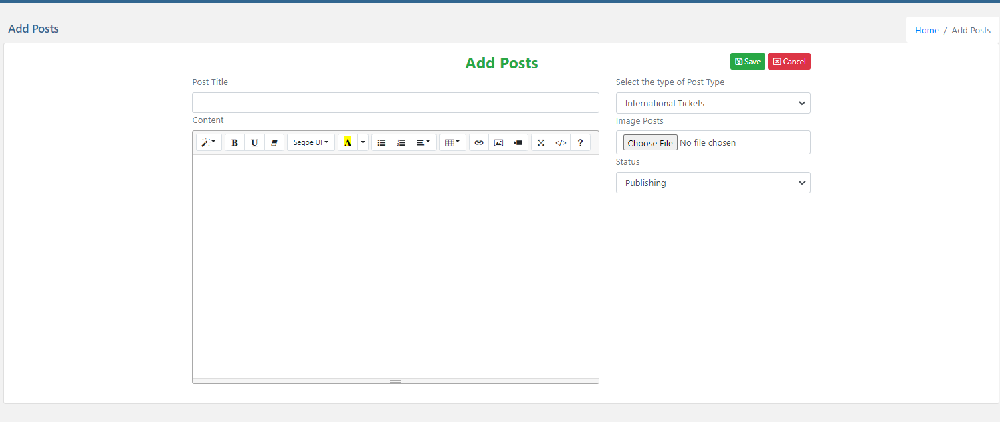 Add Posts
Home / Add Posts
Add Posts
Save
Cancel
Post Title
Select the type of Post Type
International Tickets
Content
Image Posts
B U Segoe UI A </> ?
Choose File No file chosen
Status
Publishing